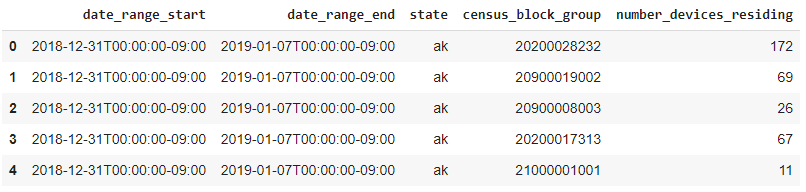 date_range_start date_range_end state census_block_group number_devices_residing
0 2018-12-31T00:00:00-09:00 2019-01-07T00:00:00-09:00 ak 20200028232 172
1 2018-12-31T00:00:00-09:00 2019-01-07T00:00:00-09:00 ak 20900019002 69
2 2018-12-31T00:00:00-09:00 2019-01-07T00:00:00-09:00 ak 20900008003 26
3 2018-12-31T00:00:00-09:00 2019-01-07T00:00:00-09:00 ak 20200017313 67
4 2018-12-31T00:00:00-09:00 2019-01-07T00:00:00-09:00 ak 21000001001 11